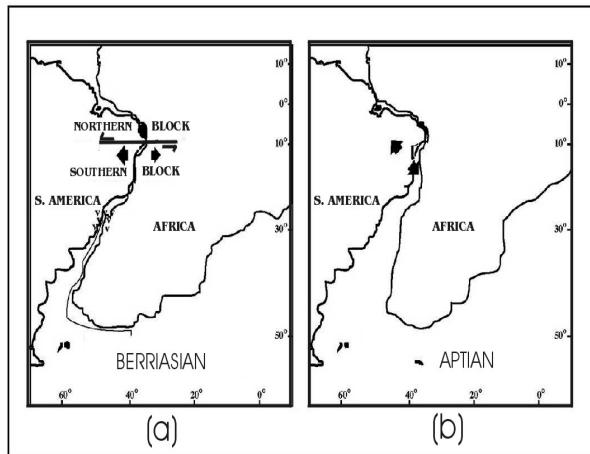 10°
0°
NORTHERN BLOCK
10°
SOUTHERN BLOCK
S. AMERICA
AFRICA
30°
50°
BERRIASIAN
60° 40° 20° 0°
(a)
10°
0°
10°
S. AMERICA
AFRICA
30°
50°
APTIAN
60° 40° 20° 0°
(b)